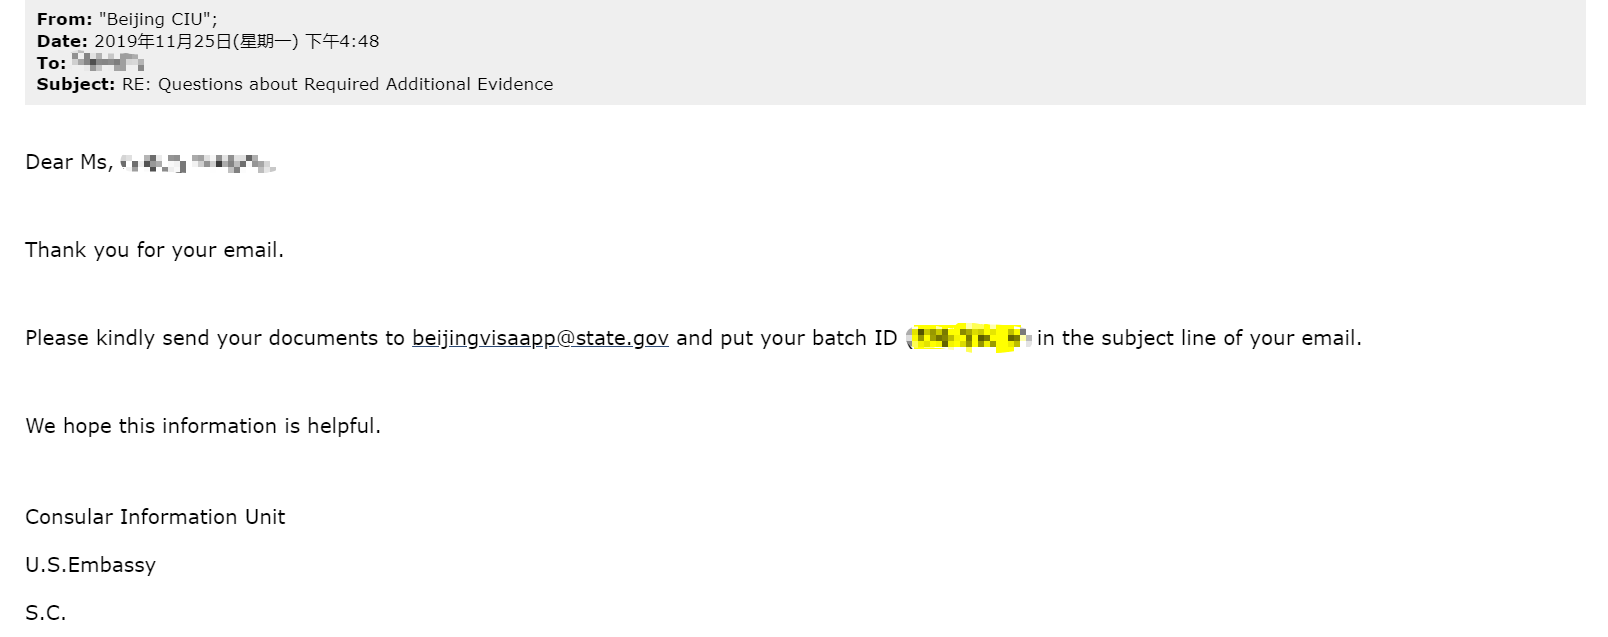 From: "Beijing CIU";
Date: 2019年11月25日(星期一) 下午4:48
To:
Subject: RE: Questions about Required Additional Evidence
Dear Ms,
Thank you for your email.
Please kindly send your documents to beijingvisaapp@state.gov and put your batch ID in the subject line of your email.
We hope this information is helpful.
Consular Information Unit
U.S.Embassy
S.C.